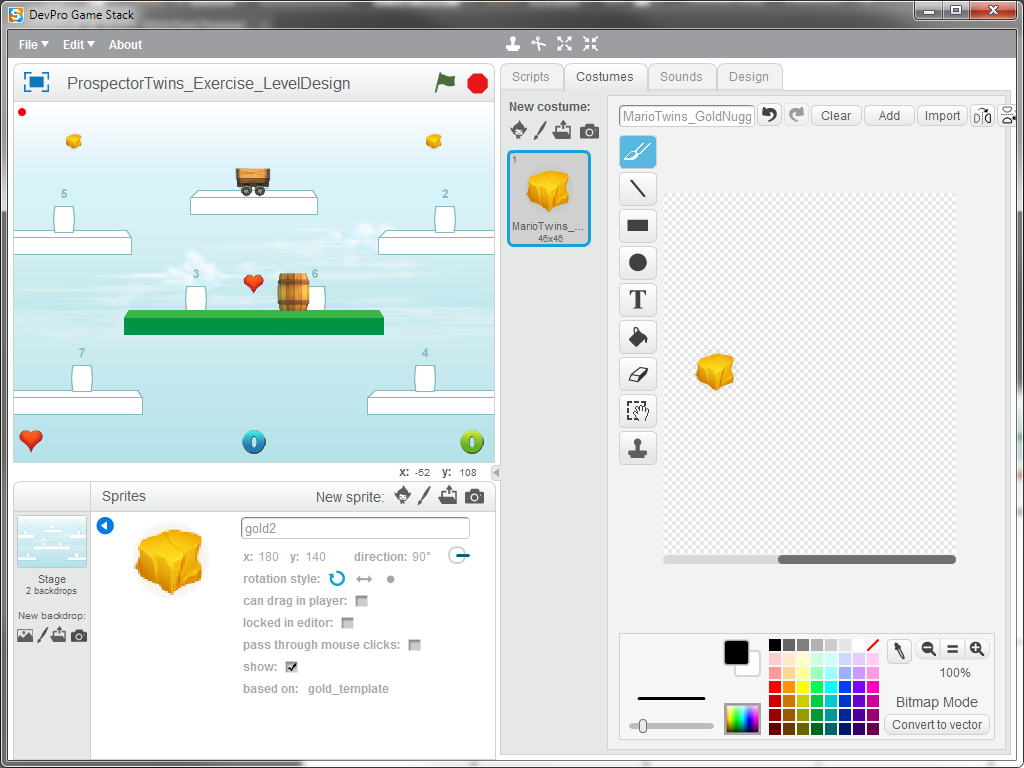 DevPro Game Stack
File Edit About
ProspectorTwins_Exercise_LevelDesign
5
2
3
6
7
4
0
0
x: -52 y: 108
Sprites
New sprite:
Stage
2 backdrops
New backdrop:
gold2
x: 180 y: 140 direction: 90°
rotation style:
can drag in player:
locked in editor:
pass through mouse clicks:
show:
based on: gold_template
Scripts Costumes Sounds Design
New costume:
1
MarioTwins_...
46x46
MarioTwins_GoldNugg
Clear Add Import
T
100%
Bitmap Mode
Convert to vector